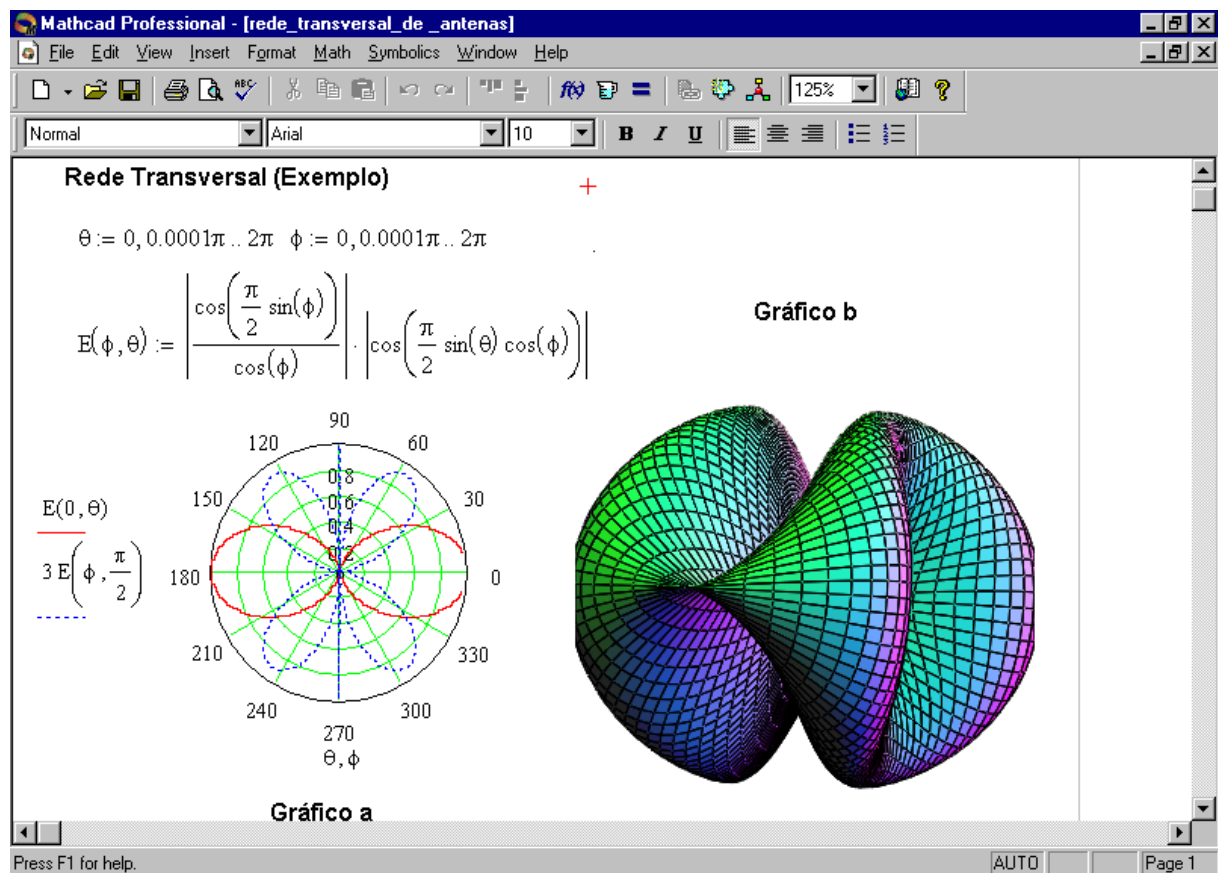 Mathcad Professional - [rede_transversal_de _antenas]
File Edit View Insert Format Math Symbolics Window Help
ABC f(x) = 125% ?
Normal Arial 10 B I U
Rede Transversal (Exemplo)
θ := 0, 0.0001π .. 2π ϕ := 0, 0.0001π .. 2π
E(ϕ, θ) := |cos(π/2 sin(ϕ))/cos(ϕ)| · |cos(π/2 sin(θ) cos(ϕ))|
Gráfico b
90
120 60
150 30
0.8
0.6
0.4
0.2
180 0
210 330
240 300
270
θ, ϕ
E(0, θ)
3 E(ϕ, π/2)
Gráfico a
Press F1 for help. AUTO Page 1